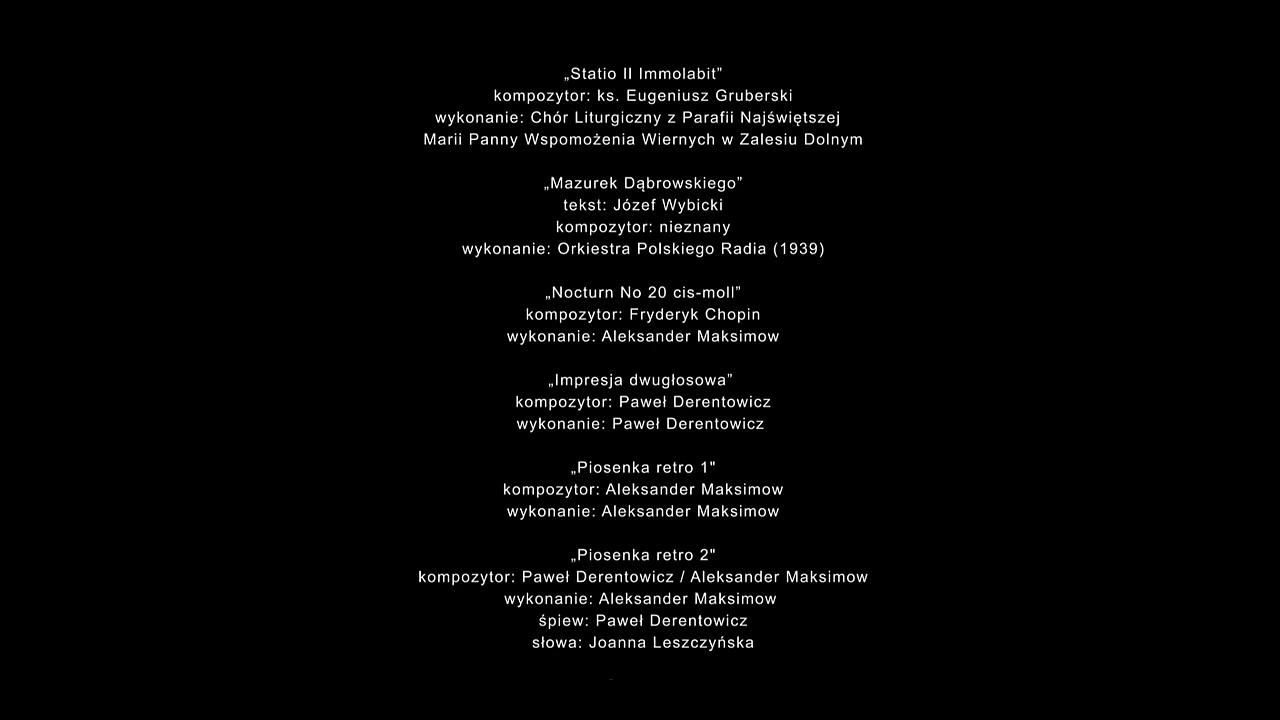 „Statio II Immolabit”
kompozytor: ks. Eugeniusz Gruberski
wykonanie: Chór Liturgiczny z Parafii Najświętszej
Marii Panny Wspomożenia Wiernych w Zalesiu Dolnym
„Mazurek Dąbrowskiego”
tekst: Józef Wybicki
kompozytor: nieznany
wykonanie: Orkiestra Polskiego Radia (1939)
„Nocturn No 20 cis-moll”
kompozytor: Fryderyk Chopin
wykonanie: Aleksander Maksimow
„Impresja dwugłosowa”
kompozytor: Paweł Derentowicz
wykonanie: Paweł Derentowicz
„Piosenka retro 1"
kompozytor: Aleksander Maksimow
wykonanie: Aleksander Maksimow
„Piosenka retro 2"
kompozytor: Paweł Derentowicz / Aleksander Maksimow
wykonanie: Aleksander Maksimow
śpiew: Paweł Derentowicz
słowa: Joanna Leszczyńska